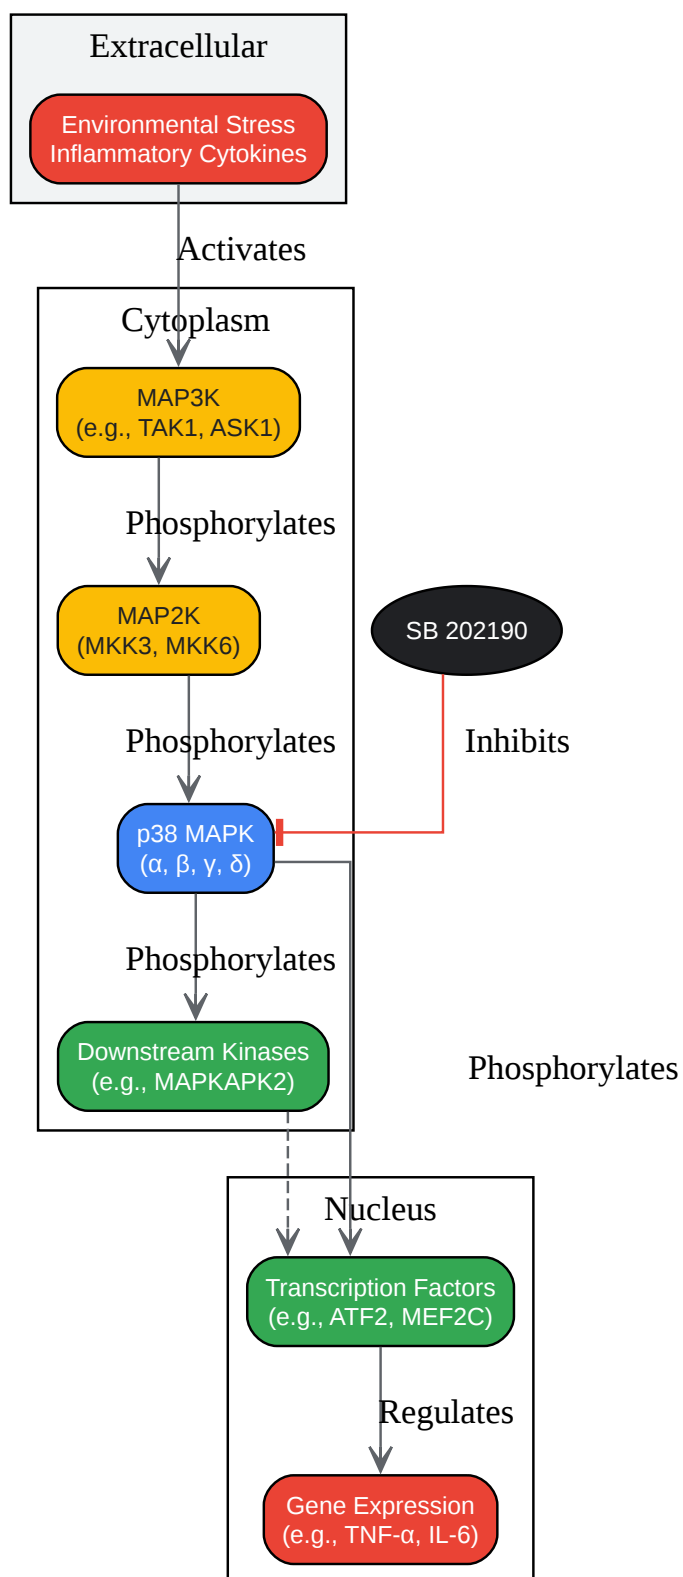 Extracellular
Environmental Stress
Inflammatory Cytokines
Activates
Cytoplasm
MAP3K
(e.g., TAK1, ASK1)
Phosphorylates
MAP2K
(MKK3, MKK6)
SB 202190
Phosphorylates
Inhibits
p38 MAPK
(α, β, γ, δ)
Phosphorylates
Downstream Kinases
(e.g., MAPKAPK2)
Phosphorylates
Nucleus
Transcription Factors
(e.g., ATF2, MEF2C)
Regulates
Gene Expression
(e.g., TNF-α, IL-6)